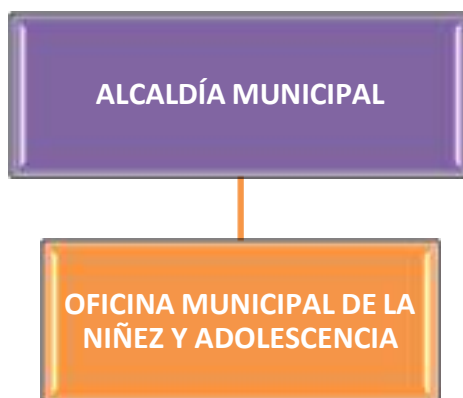 ALCALDÍA MUNICIPAL
OFICINA MUNICIPAL DE LA
NIÑEZ Y ADOLESCENCIA